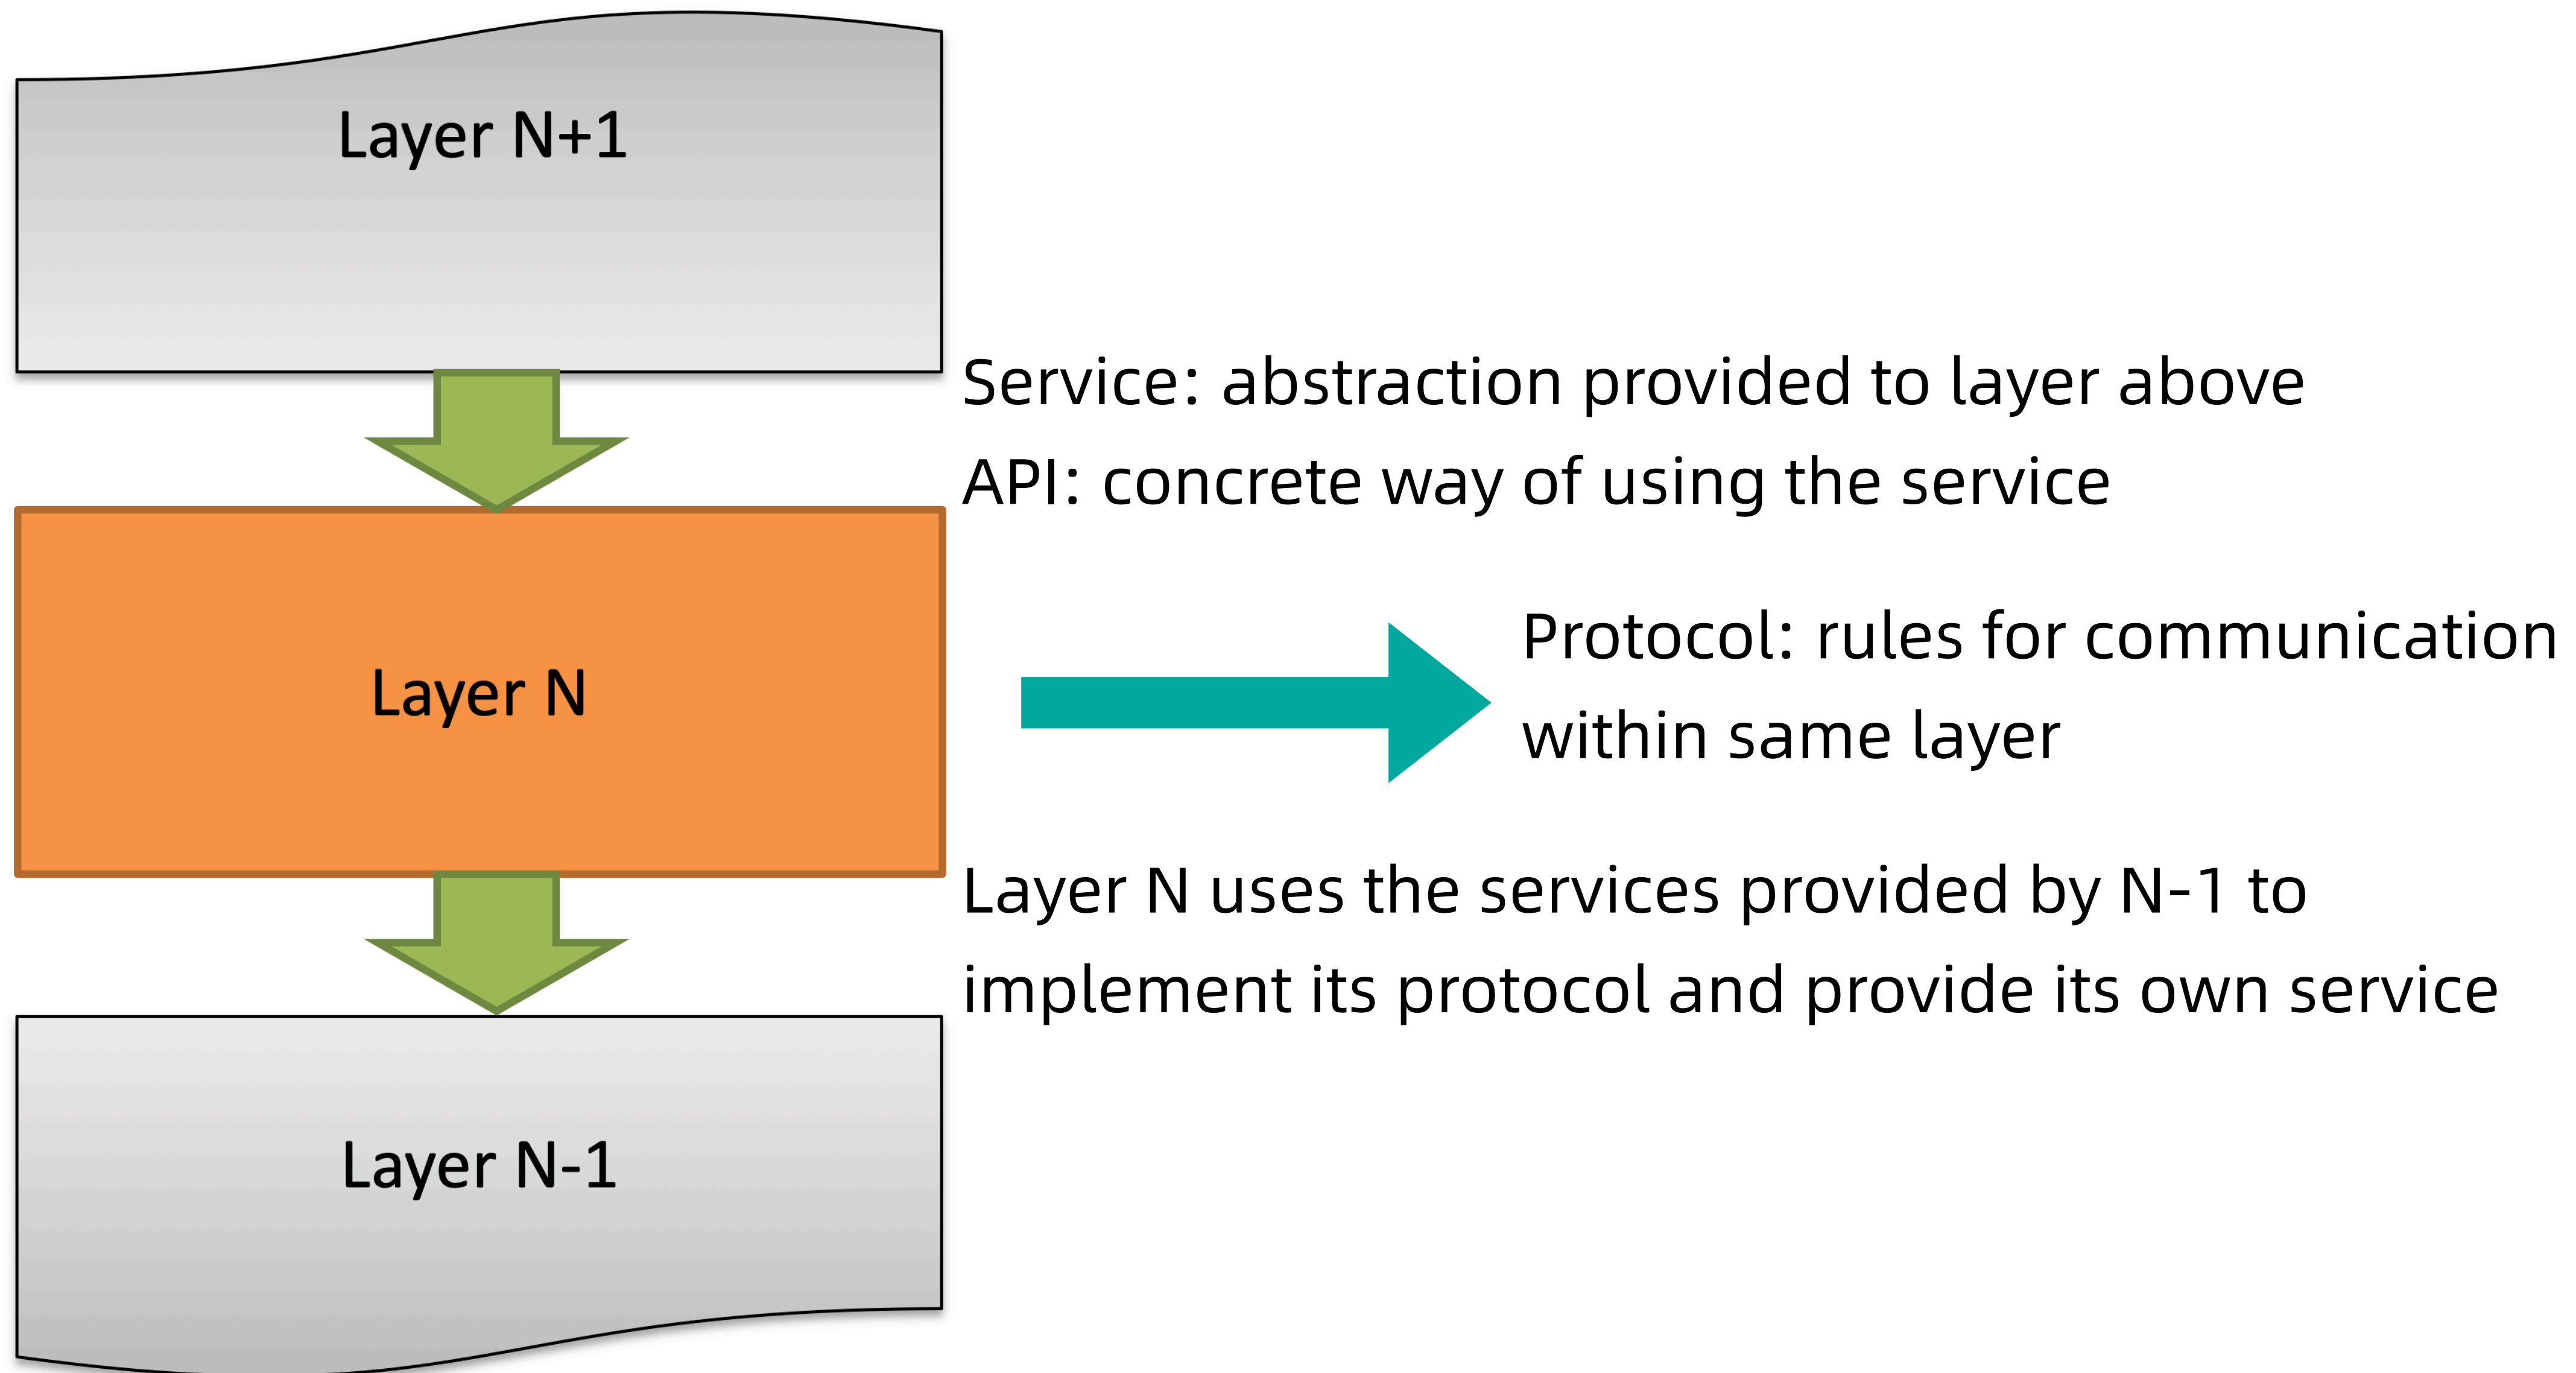 Layer N+1
Service: abstraction provided to layer above
API: concrete way of using the service
Layer N
Protocol: rules for communication
within same layer
Layer N uses the services provided by N-1 to
implement its protocol and provide its own service
Layer N-1